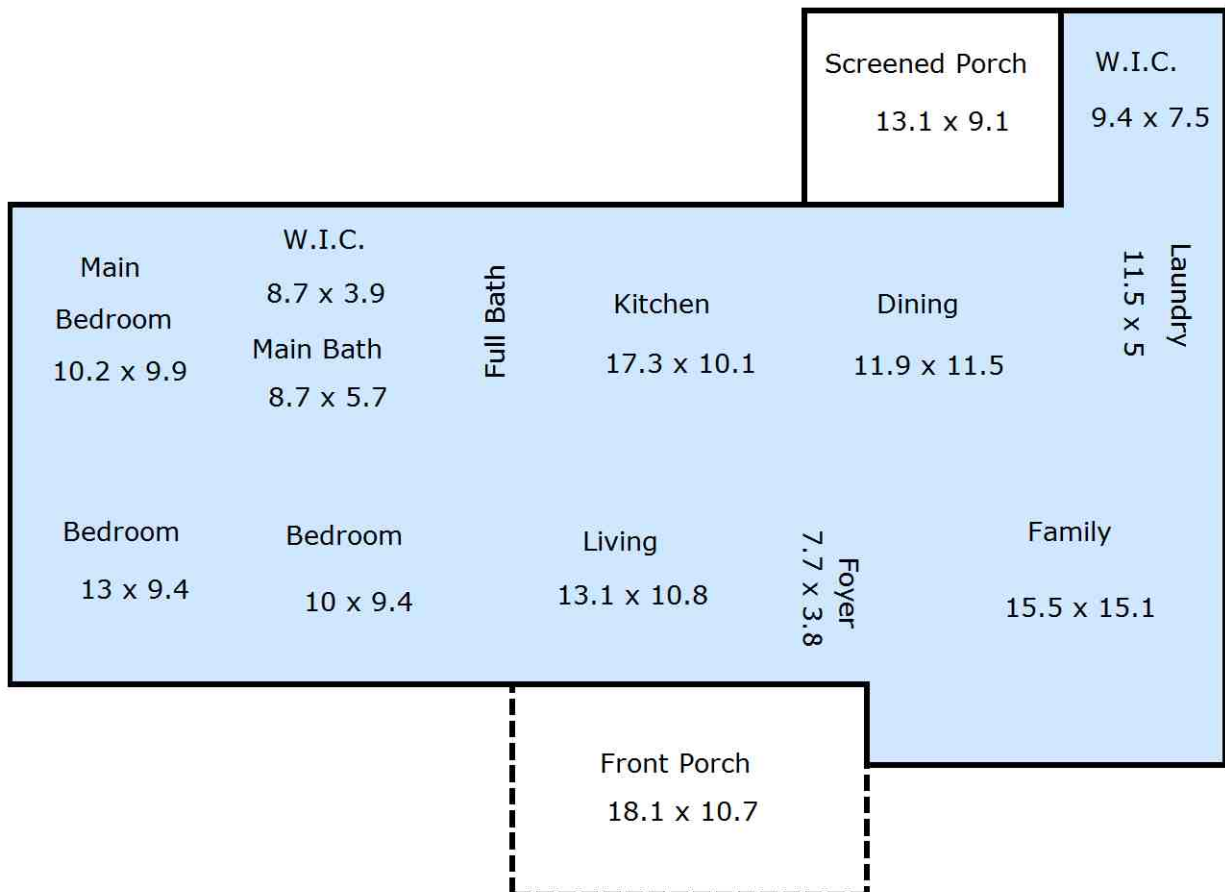 Screened Porch
13.1 x 9.1
W.I.C.
9.4 x 7.5
Main
Bedroom
10.2 x 9.9
W.I.C.
8.7 x 3.9
Main Bath
8.7 x 5.7
Full Bath
Kitchen
17.3 x 10.1
Dining
11.9 x 11.5
Laundry
11.5 x 5
Bedroom
13 x 9.4
Bedroom
10 x 9.4
Living
13.1 x 10.8
Foyer
7.7 x 3.8
Family
15.5 x 15.1
Front Porch
18.1 x 10.7